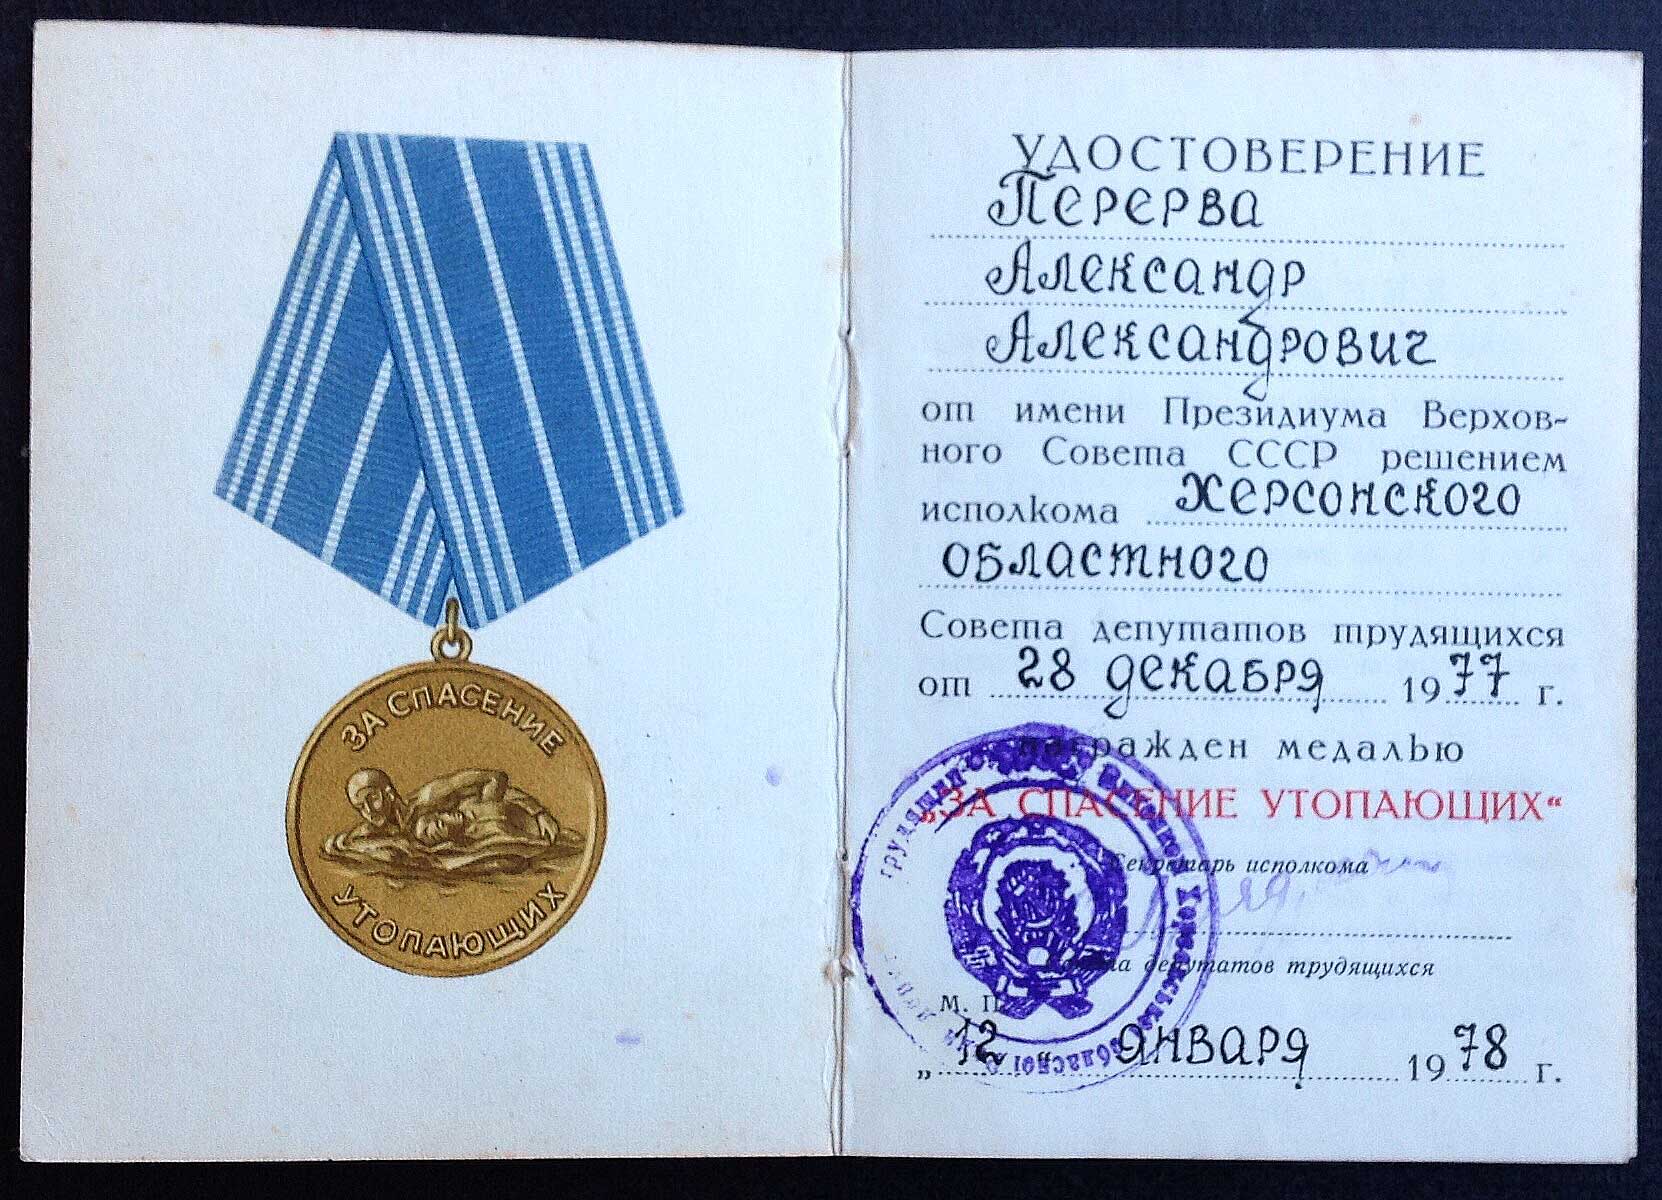 ЗА СПАСЕНИЕ
УТОПАЮЩИХ
УДОСТОВЕРЕНИЕ
Перерва
Александр
Александрович
от имени Президиума Верхов-
ного Совета СССР решением
исполкома Херсонского
областного
Совета депутатов трудящихся
от 28 декабря 1977 г.
награжден медалью
„ЗА СПАСЕНИЕ УТОПАЮЩИХ“
Секретарь исполкома
депутатов трудящихся
М. П.
„12“ января 1978 г.